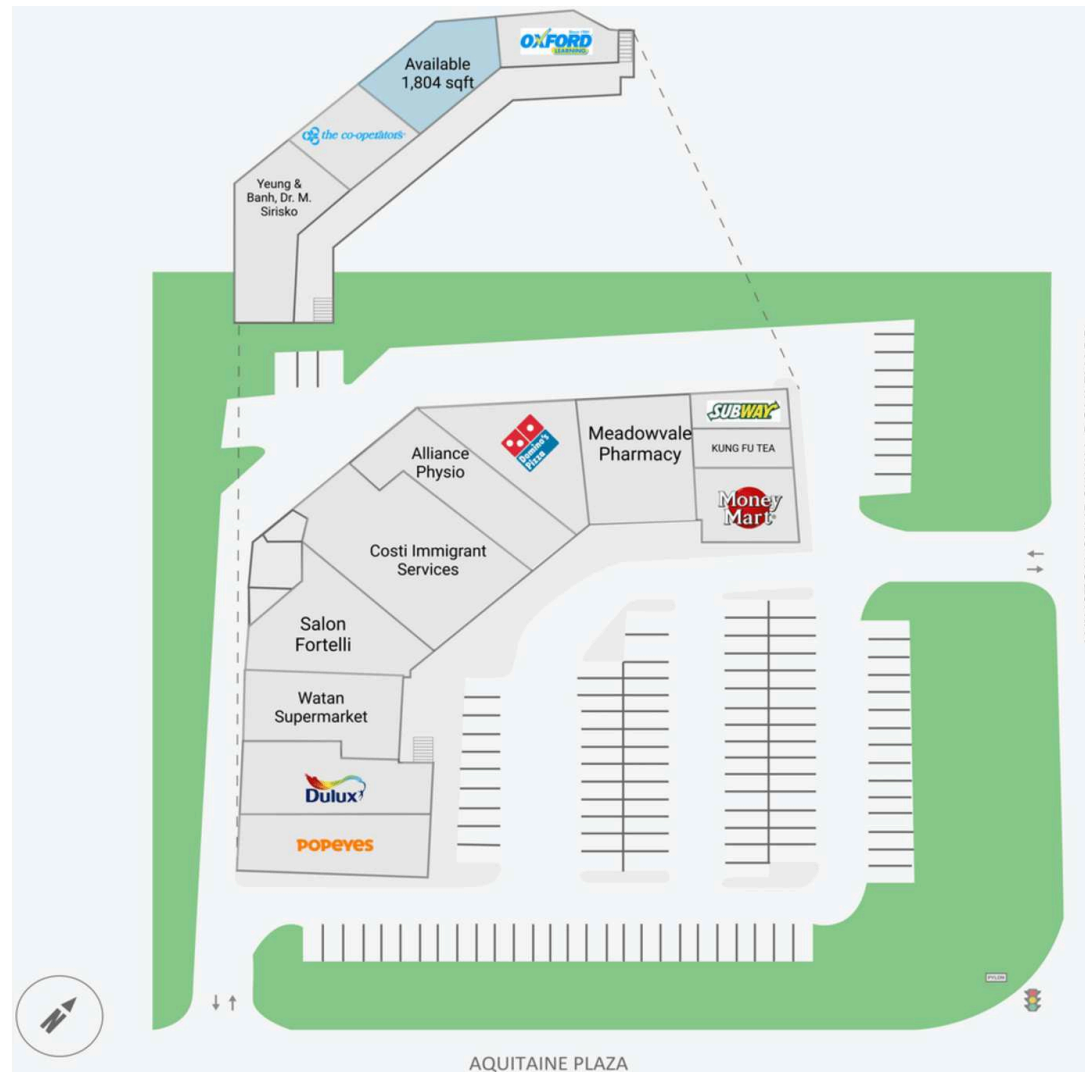 OXFORD
LEARNING
Available
1,804 sqft
the co-operators
Yeung &
Banh, Dr. M.
Sirisko
SUBWAY
Meadowvale
Pharmacy
KUNG FU TEA
Domino's
Pizza
Alliance
Physio
Money
Mart
Costi Immigrant
Services
Salon
Fortelli
Watan
Supermarket
Dulux
POPEYES
PYLON
N
AQUITAINE PLAZA